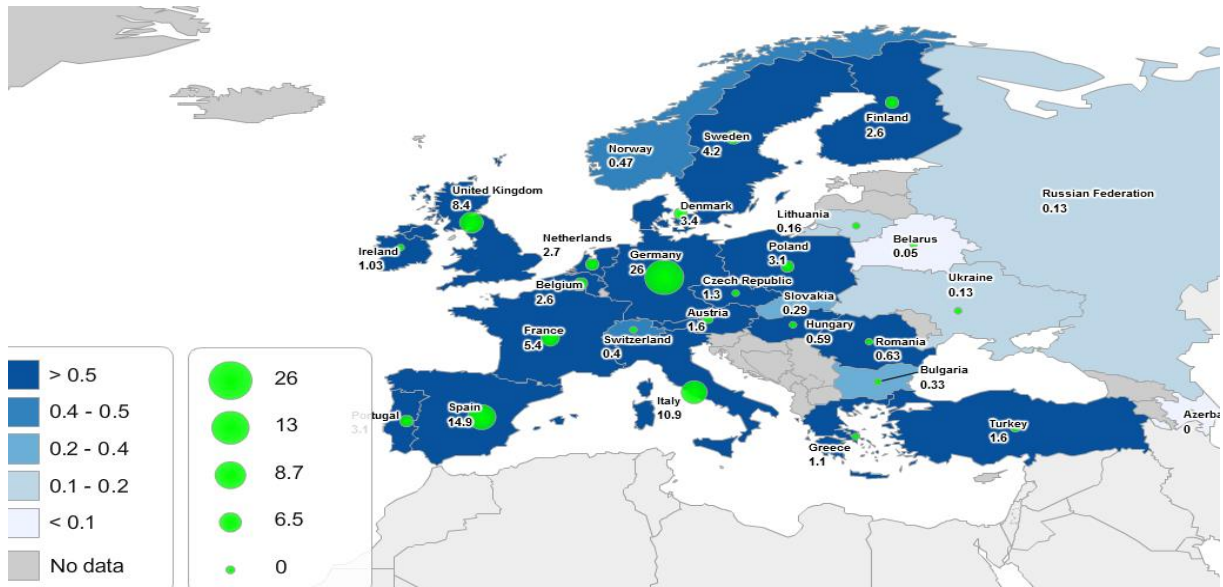 Finland
2.6
Sweden
4.2
Norway
0.47
United Kingdom
8.4
Russian Federation
0.13
Denmark
3.4
Lithuania
0.16
Belarus
0.05
Ireland
1.03
Netherlands
2.7
Germany
26
Poland
3.1
Belgium
2.6
Czech Republic
1.3
Ukraine
0.13
Slovakia
0.29
Austria
1.6
France
5.4
Switzerland
0.4
Hungary
0.59
Romania
0.63
Bulgaria
0.33
Italy
10.9
Portugal
3.1
Spain
14.9
Greece
1.1
Turkey
1.6
Azerba
0
> 0.5
0.4 - 0.5
0.2 - 0.4
0.1 - 0.2
< 0.1
No data
26
13
8.7
6.5
0